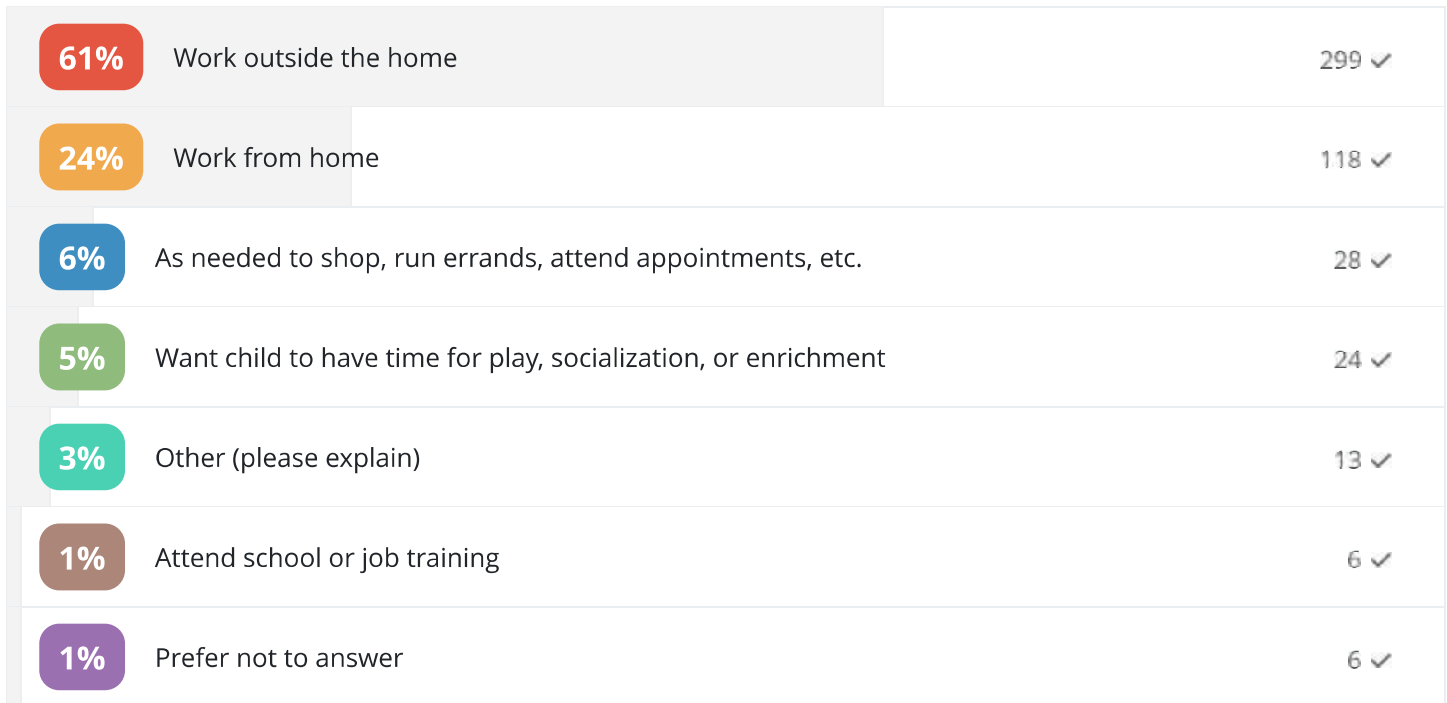 61% Work outside the home 299
24% Work from home 118
6% As needed to shop, run errands, attend appointments, etc. 28
5% Want child to have time for play, socialization, or enrichment 24
3% Other (please explain) 13
1% Attend school or job training 6
1% Prefer not to answer 6